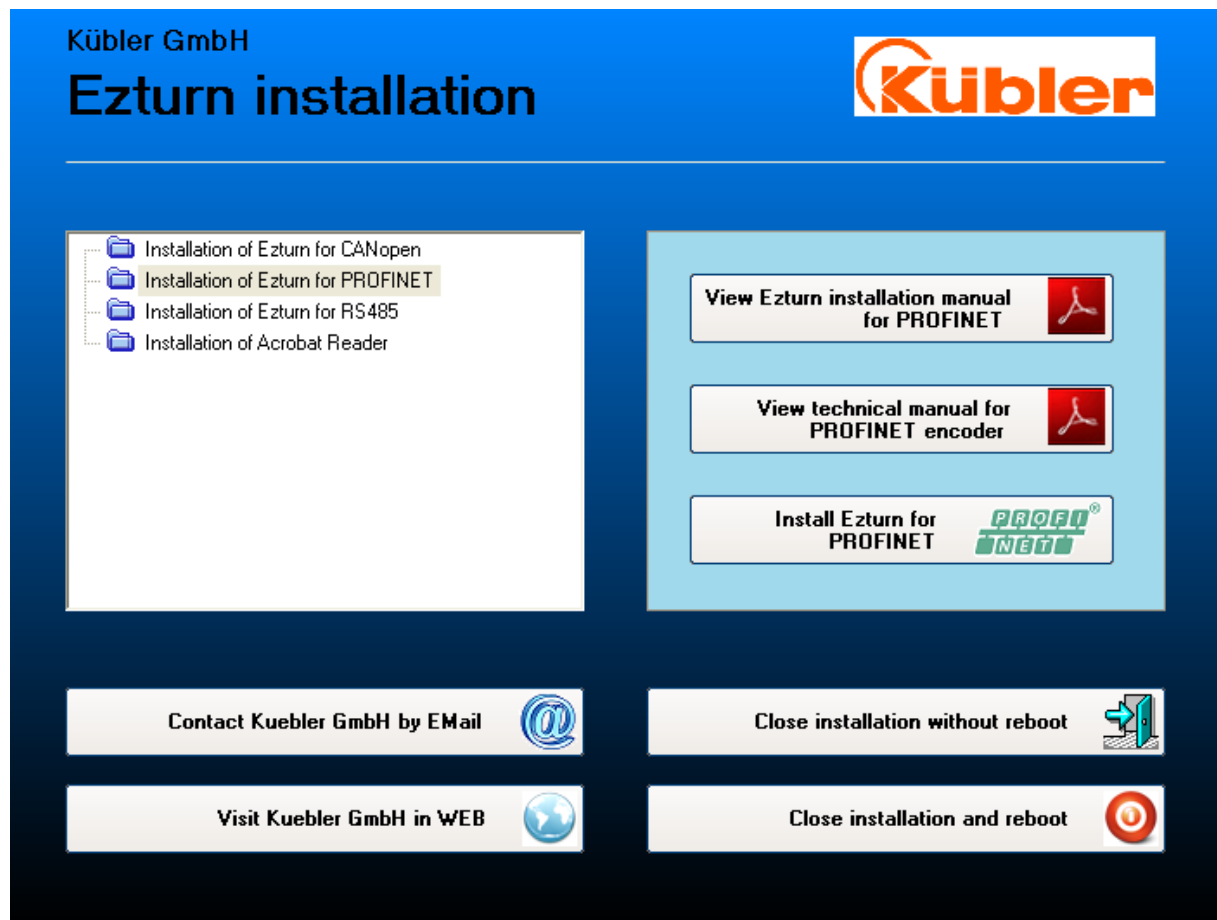 Kübler GmbH
Ezturn installation
Kübler
Installation of Ezturn for CANopen
Installation of Ezturn for PROFINET
Installation of Ezturn for RS485
Installation of Acrobat Reader
View Ezturn installation manual
for PROFINET
View technical manual for
PROFINET encoder
Install Ezturn for
PROFINET
PROFI®
NET
Contact Kuebler GmbH by EMail
@
Close installation without reboot
Visit Kuebler GmbH in WEB
Close installation and reboot